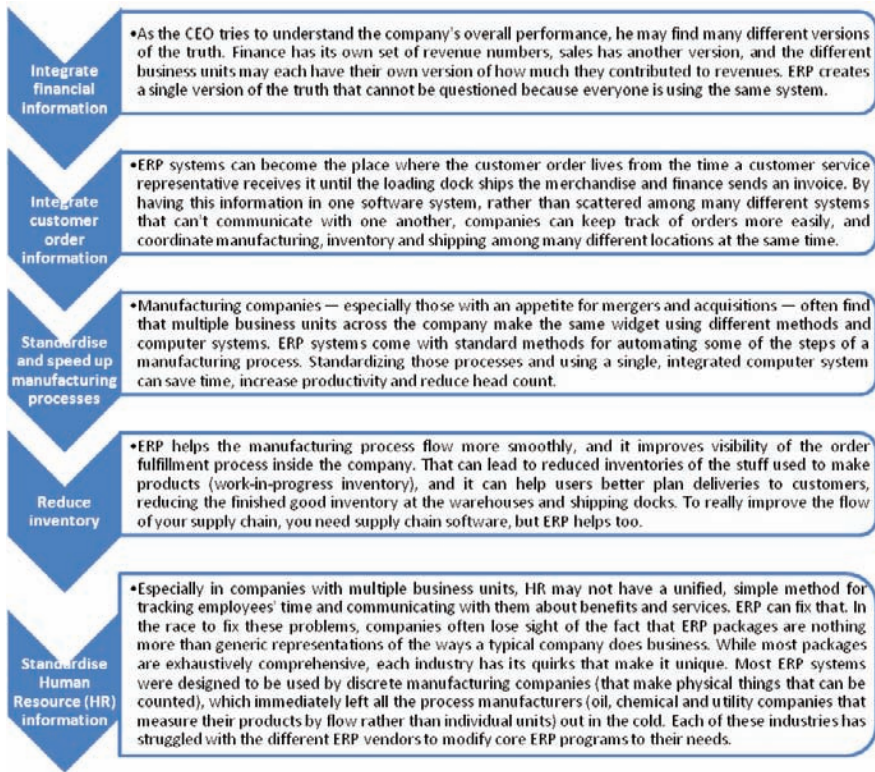 Integrate
financial
information
•As the CEO tries to understand the company's overall performance, he may find many different versions
of the truth. Finance has its own set of revenue numbers, sales has another version, and the different
business units may each have their own version of how much they contributed to revenues. ERP creates
a single version of the truth that cannot be questioned because everyone is using the same system.
Integrate
customer
order
information
•ERP systems can become the place where the customer order lives from the time a customer service
representative receives it until the loading dock ships the merchandise and finance sends an invoice. By
having this information in one software system, rather than scattered among many different systems
that can't communicate with one another, companies can keep track of orders more easily, and
coordinate manufacturing, inventory and shipping among many different locations at the same time.
Standardise
and speed up
manufacturing
processes
•Manufacturing companies — especially those with an appetite for mergers and acquisitions — often find
that multiple business units across the company make the same widget using different methods and
computer systems. ERP systems come with standard methods for automating some of the steps of a
manufacturing process. Standardizing those processes and using a single, integrated computer system
can save time, increase productivity and reduce head count.
Reduce
inventory
•ERP helps the manufacturing process flow more smoothly, and it improves visibility of the order
fulfillment process inside the company. That can lead to reduced inventories of the stuff used to make
products (work-in-progress inventory), and it can help users better plan deliveries to customers,
reducing the finished good inventory at the warehouses and shipping docks. To really improve the flow
of your supply chain, you need supply chain software, but ERP helps too.
Standardise
Human
Resource (HR)
information
•Especially in companies with multiple business units, HR may not have a unified, simple method for
tracking employees' time and communicating with them about benefits and services. ERP can fix that. In
the race to fix these problems, companies often lose sight of the fact that ERP packages are nothing
more than generic representations of the ways a typical company does business. While most packages
are exhaustively comprehensive, each industry has its quirks that make it unique. Most ERP systems
were designed to be used by discrete manufacturing companies (that make physical things that can be
counted), which immediately left all the process manufacturers (oil, chemical and utility companies that
measure their products by flow rather than individual units) out in the cold. Each of these industries has
struggled with the different ERP vendors to modify core ERP programs to their needs.